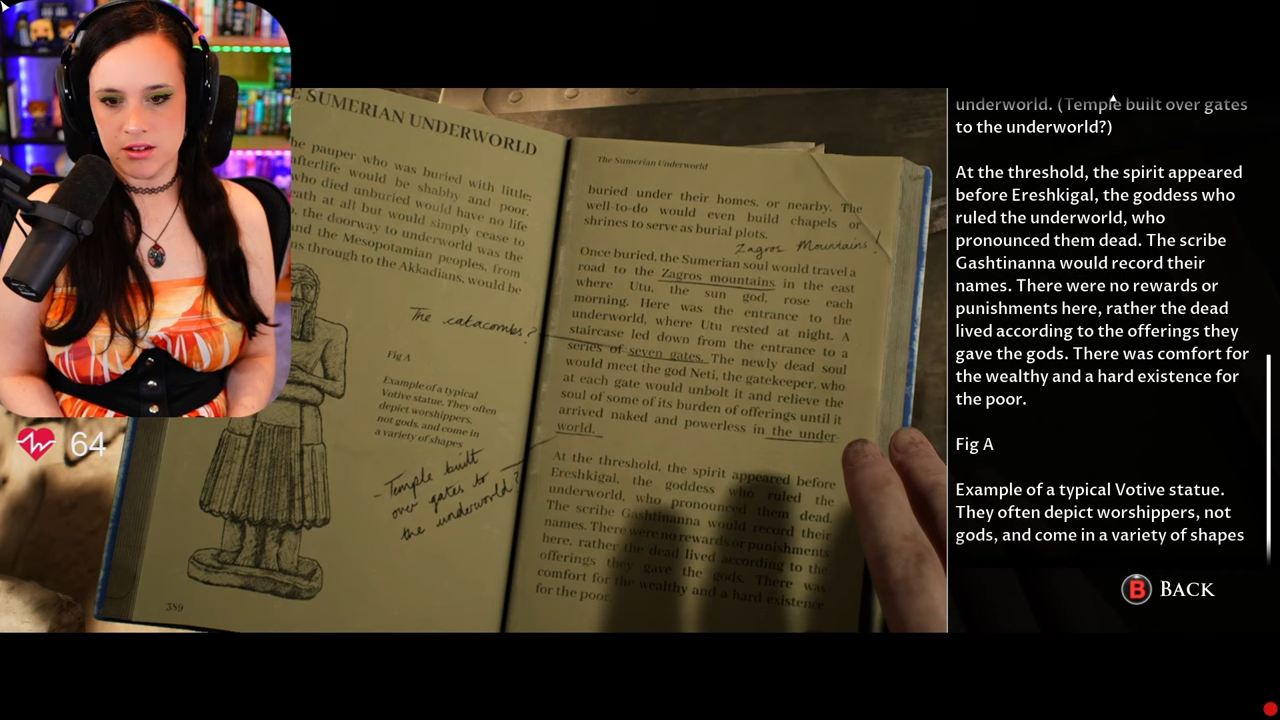 E SUMERIAN UNDERWORLD
he pauper who was buried with little;
afterlife would be shabby and poor.
who died unburied would have no life
eath at all but would simply cease to
, the doorway to underworld was the
nd the Mesopotamian peoples, from
ns through to the Akkadians, would be
The catacombs?
Fig A
Example of a typical
Votive statue. They often
depict worshippers,
not gods, and come in
a variety of shapes
- Temple built
over gates to
the underworld?
389
The Sumerian Underworld
buried under their homes, or nearby. The
well-to-do would even build chapels or
shrines to serve as burial plots.
Zagros Mountains!
Once buried, the Sumerian soul would travel a
road to the Zagros mountains in the east
where Utu, the sun god, rose each
morning. Here was the entrance to the
underworld, where Utu rested at night. A
staircase led down from the entrance to a
series of seven gates. The newly dead soul
would meet the god Neti, the gatekeeper, who
at each gate would unbolt it and relieve the
soul of some of its burden of offerings until it
arrived naked and powerless in the under-
world.
At the threshold, the spirit appeared before
Ereshkigal, the goddess who ruled the
underworld, who pronounced them dead.
The scribe Gashtinanna would record their
names. There were no rewards or punishments
here, rather the dead lived according to the
offerings they gave the gods. There was
comfort for the wealthy and a hard existence
for the poor.
underworld. (Temple built over gates
to the underworld?)
At the threshold, the spirit appeared
before Ereshkigal, the goddess who
ruled the underworld, who
pronounced them dead. The scribe
Gashtinanna would record their
names. There were no rewards or
punishments here, rather the dead
lived according to the offerings they
gave the gods. There was comfort for
the wealthy and a hard existence for
the poor.
Fig A
Example of a typical Votive statue.
They often depict worshippers, not
gods, and come in a variety of shapes
B BACK
64